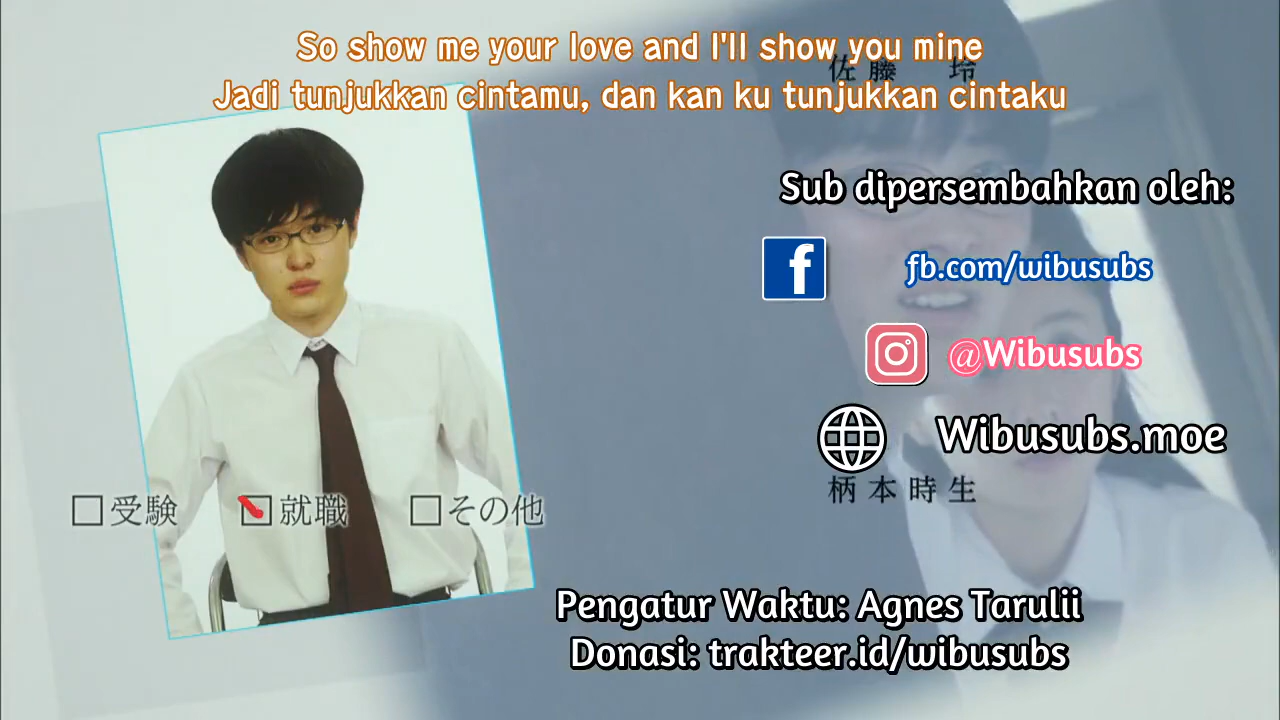 So show me your love and I'll show you mine
佐藤 玲
Jadi tunjukkan cintamu, dan kan ku tunjukkan cintaku
Sub dipersembahkan oleh:
fb.com/wibusubs
@Wibusubs
Wibusubs.moe
柄本時生
□受験 □就職 □その他
Pengatur Waktu: Agnes Tarulii
Donasi: trakteer.id/wibusubs